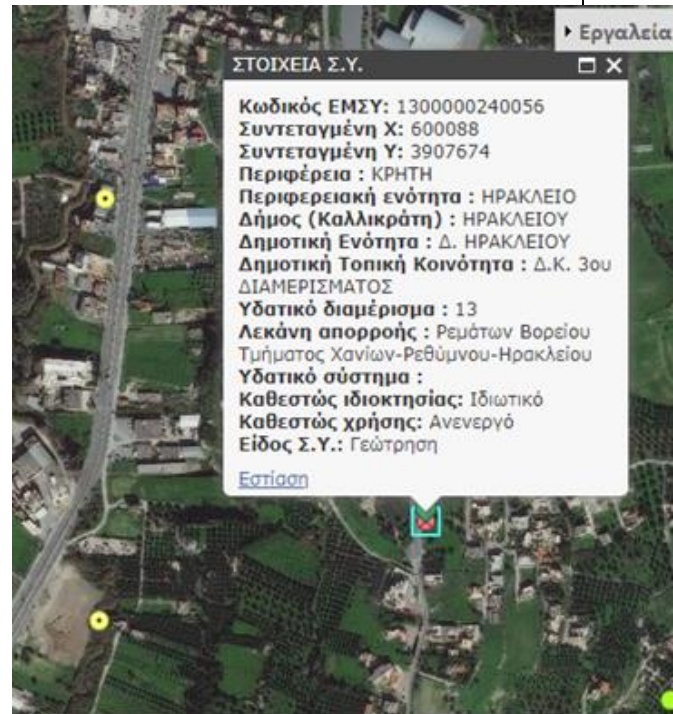 Εργαλεία
ΣΤΟΙΧΕΙΑ Σ.Υ.
Κωδικός ΕΜΣΥ: 1300000240056
Συντεταγμένη Χ: 600088
Συντεταγμένη Υ: 3907674
Περιφέρεια : ΚΡΗΤΗ
Περιφερειακή ενότητα : ΗΡΑΚΛΕΙΟ
Δήμος (Καλλικράτη) : ΗΡΑΚΛΕΙΟΥ
Δημοτική Ενότητα : Δ. ΗΡΑΚΛΕΙΟΥ
Δημοτική Τοπική Κοινότητα : Δ.Κ. 3ου
ΔΙΑΜΕΡΙΣΜΑΤΟΣ
Υδατικό διαμέρισμα : 13
Λεκάνη απορροής : Ρεμάτων Βορείου
Τμήματος Χανίων-Ρεθύμνου-Ηρακλείου
Υδατικό σύστημα :
Καθεστώς ιδιοκτησίας: Ιδιωτικό
Καθεστώς χρήσης: Ανενεργό
Είδος Σ.Υ.: Γεώτρηση
Εστίαση